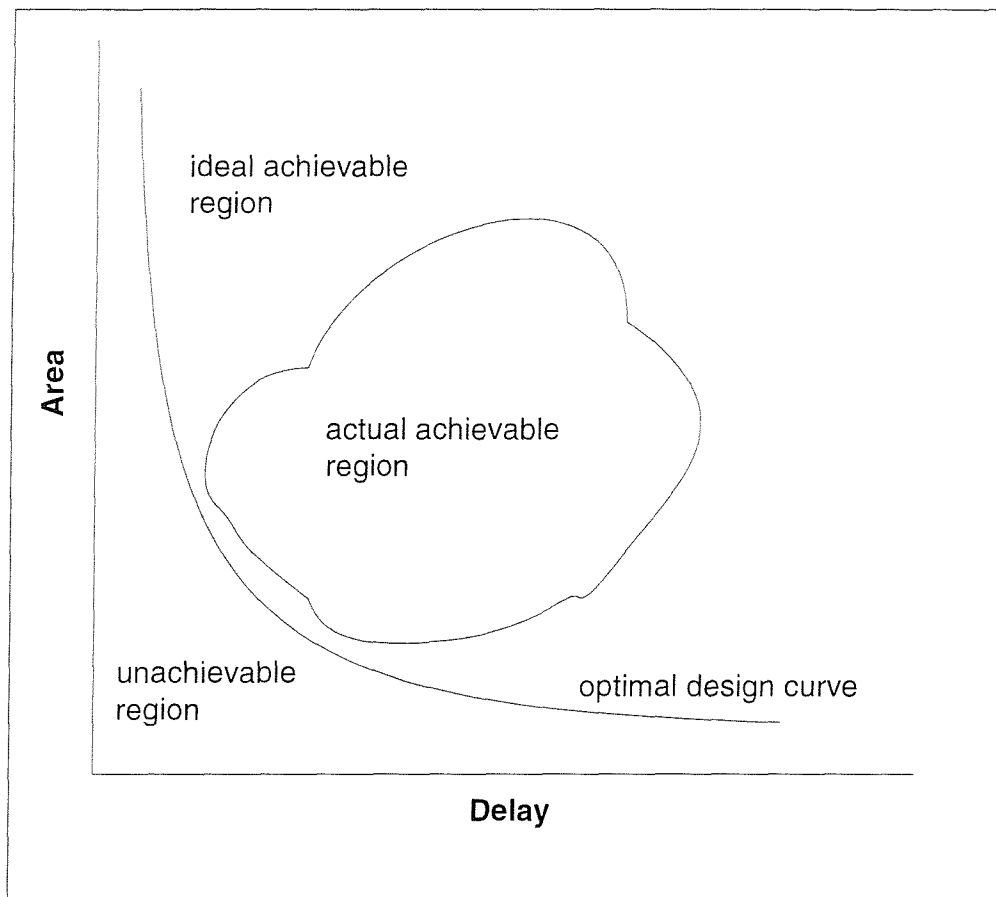 ideal achievable
region
Area
actual achievable
region
unachievable
region
optimal design curve
Delay